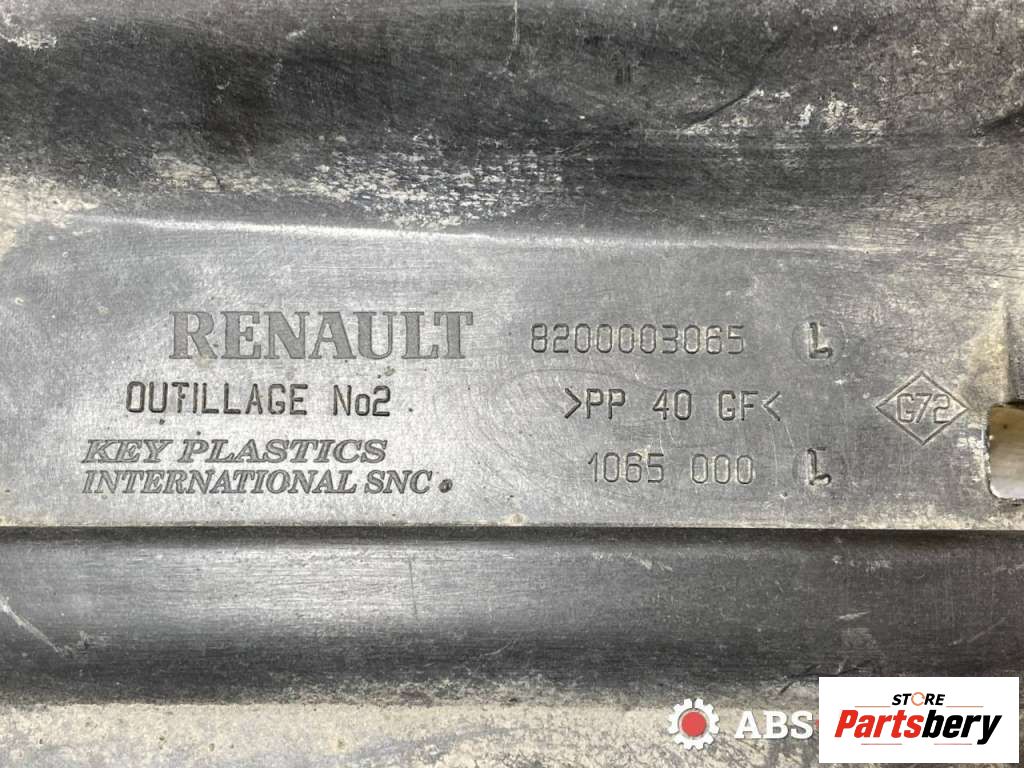 RENAULT 8200003065 L
OUTILLAGE No2 >PP 40 GF< G72
KEY PLASTICS 1065 000 L
INTERNATIONAL SNC.
ABS
STORE
Partsbery